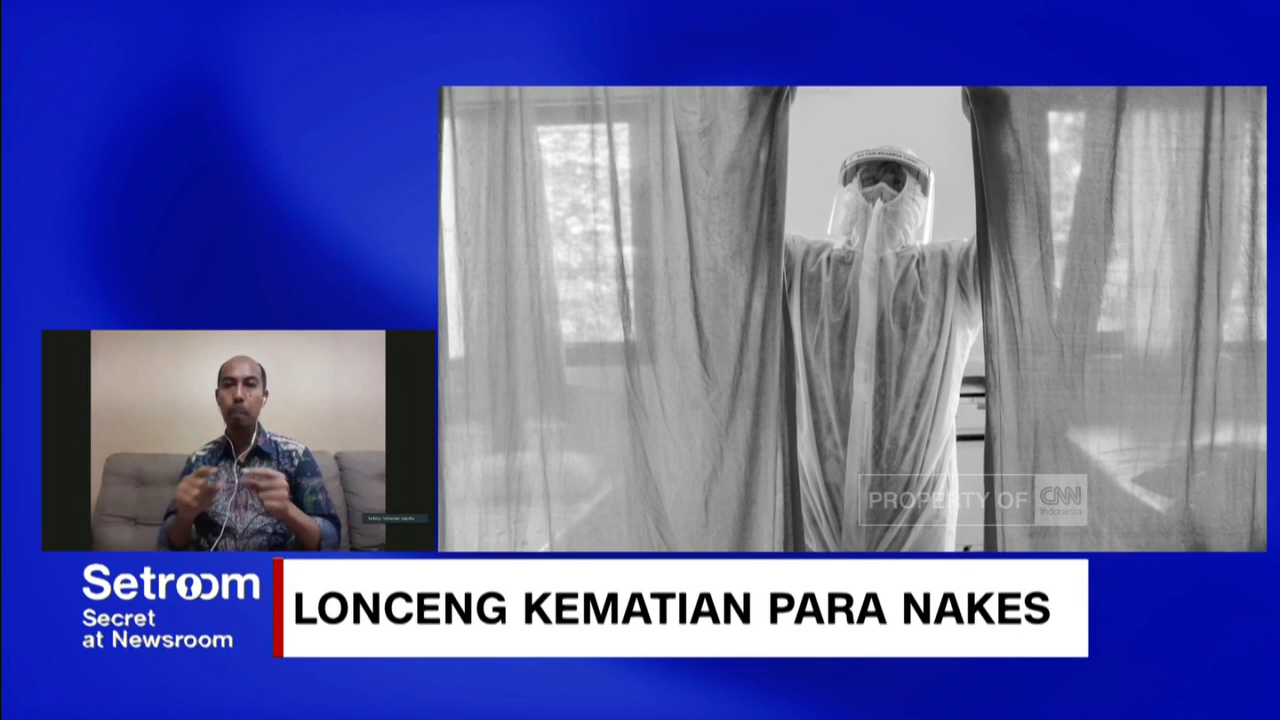 PROPERTY OF CNN
Indonesia
Setroom
Secret
at Newsroom
LONCENG KEMATIAN PARA NAKES